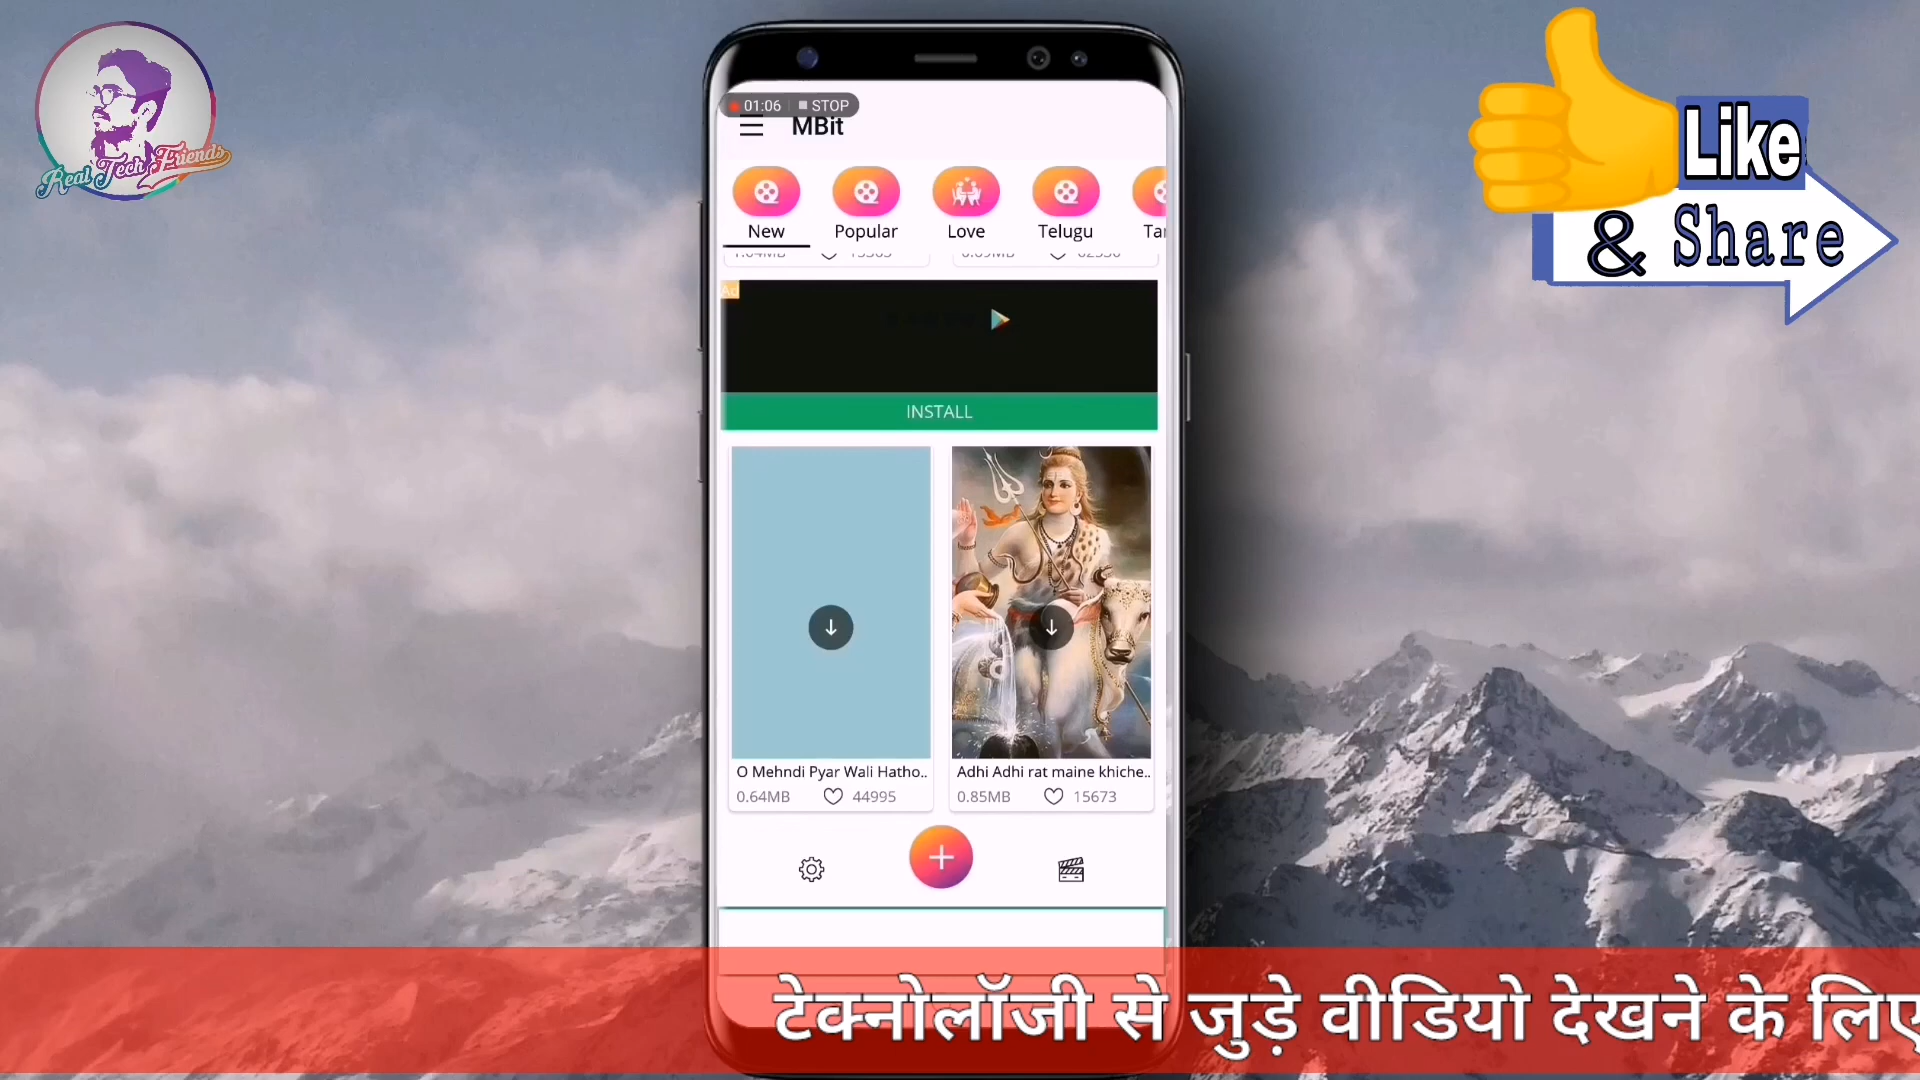 Real Tech Friends
01:06 STOP
MBit
New Popular Love Telugu
Ad
INSTALL
O Mehndi Pyar Wali Hatho.. Adhi Adhi rat maine khiche..
0.64MB 44995 0.85MB 15673
Like
& Share
टेक्नोलॉजी से जुड़े वीडियो देखने के लिए